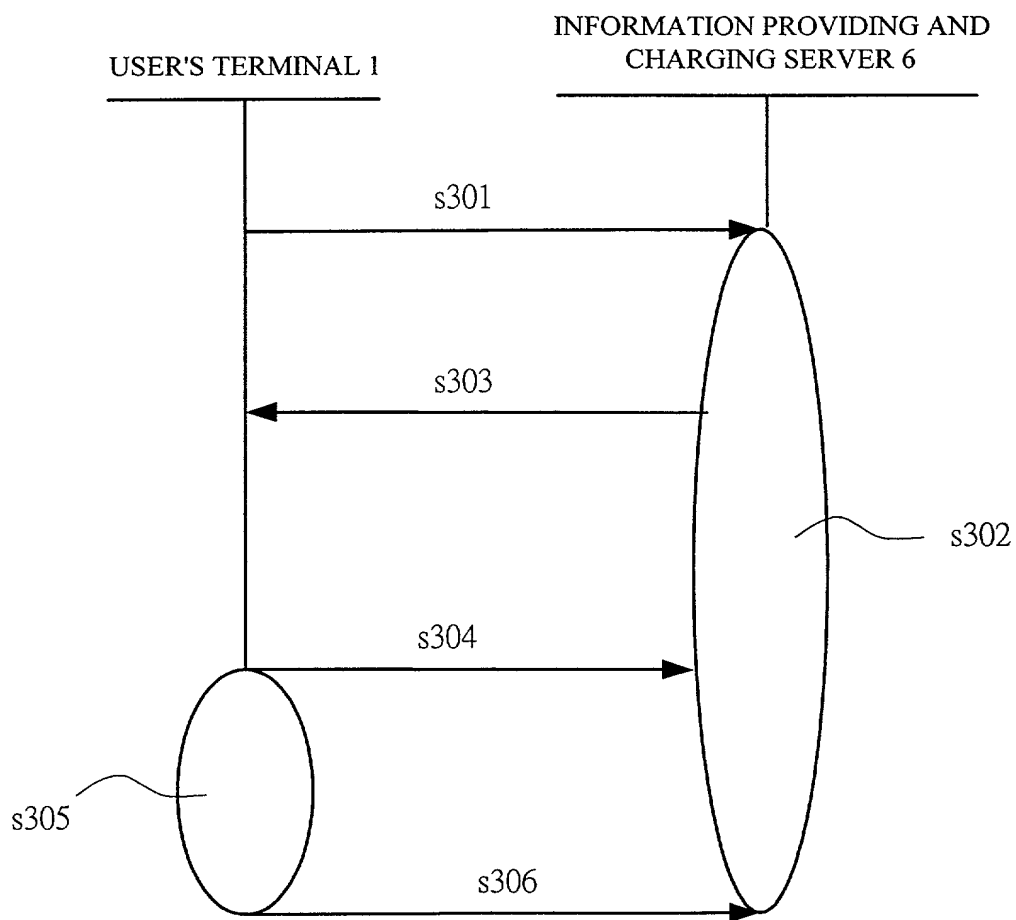 USER'S TERMINAL 1
INFORMATION PROVIDING AND
CHARGING SERVER 6
s301
s303
s302
s304
s305
s306